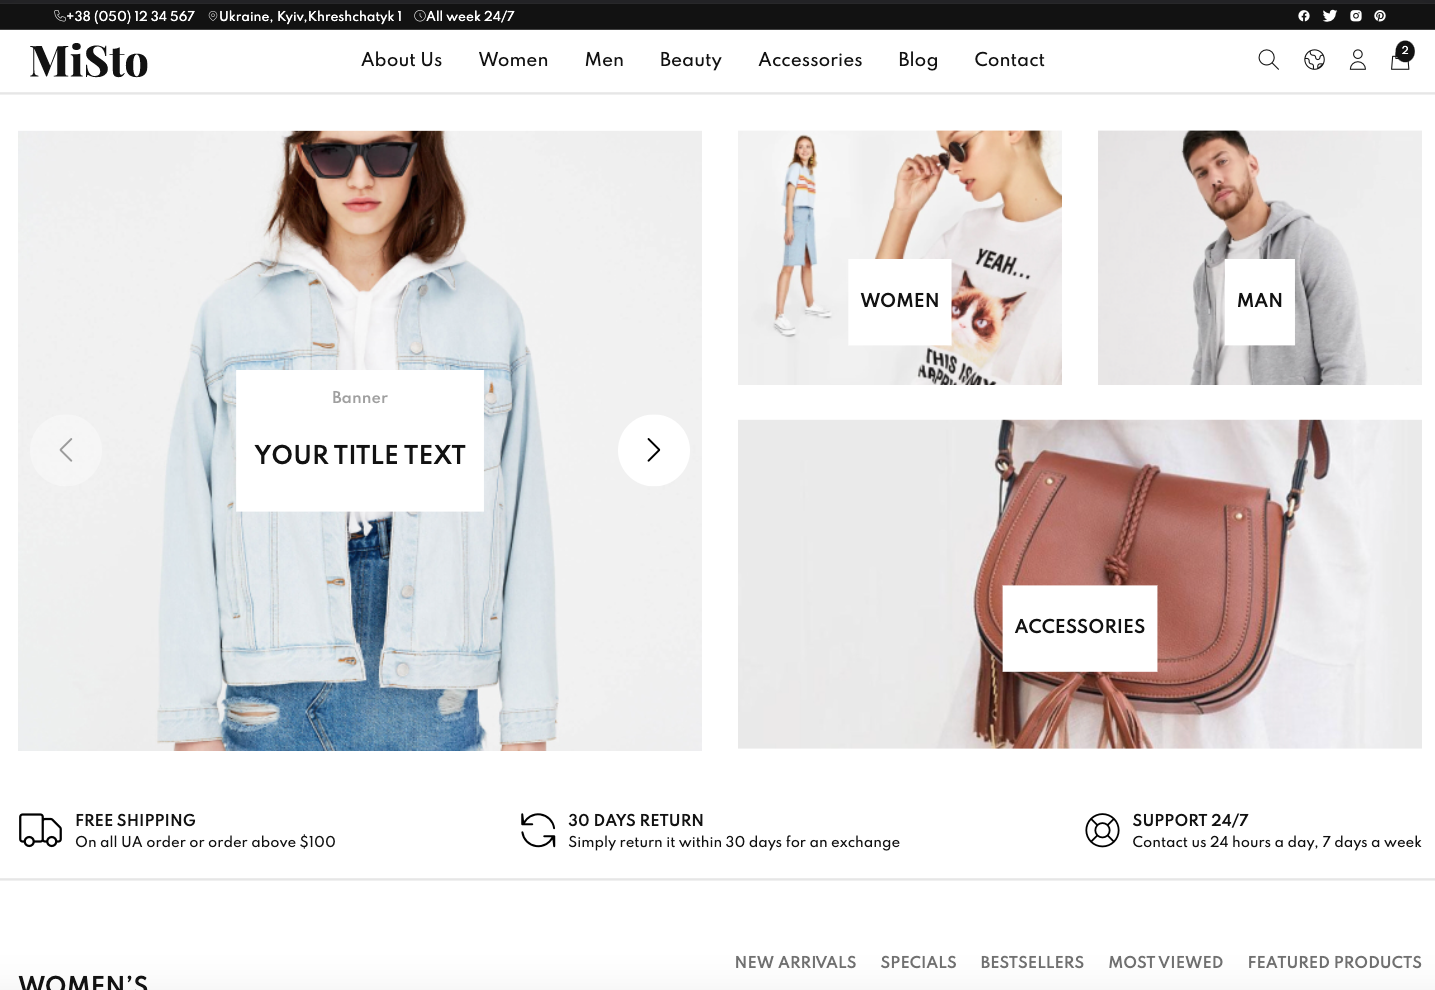 +38 (050) 12 34 567 Ukraine, Kyiv,Khreshchatyk 1 All week 24/7
MiSto
About Us Women Men Beauty Accessories Blog Contact
2
Banner
YOUR TITLE TEXT
YEAH...
WOMEN
THIS IS MY
HAPPY
MAN
ACCESSORIES
FREE SHIPPING
On all UA order or order above $100
30 DAYS RETURN
Simply return it within 30 days for an exchange
SUPPORT 24/7
Contact us 24 hours a day, 7 days a week
NEW ARRIVALS SPECIALS BESTSELLERS MOST VIEWED FEATURED PRODUCTS
WOMEN'S